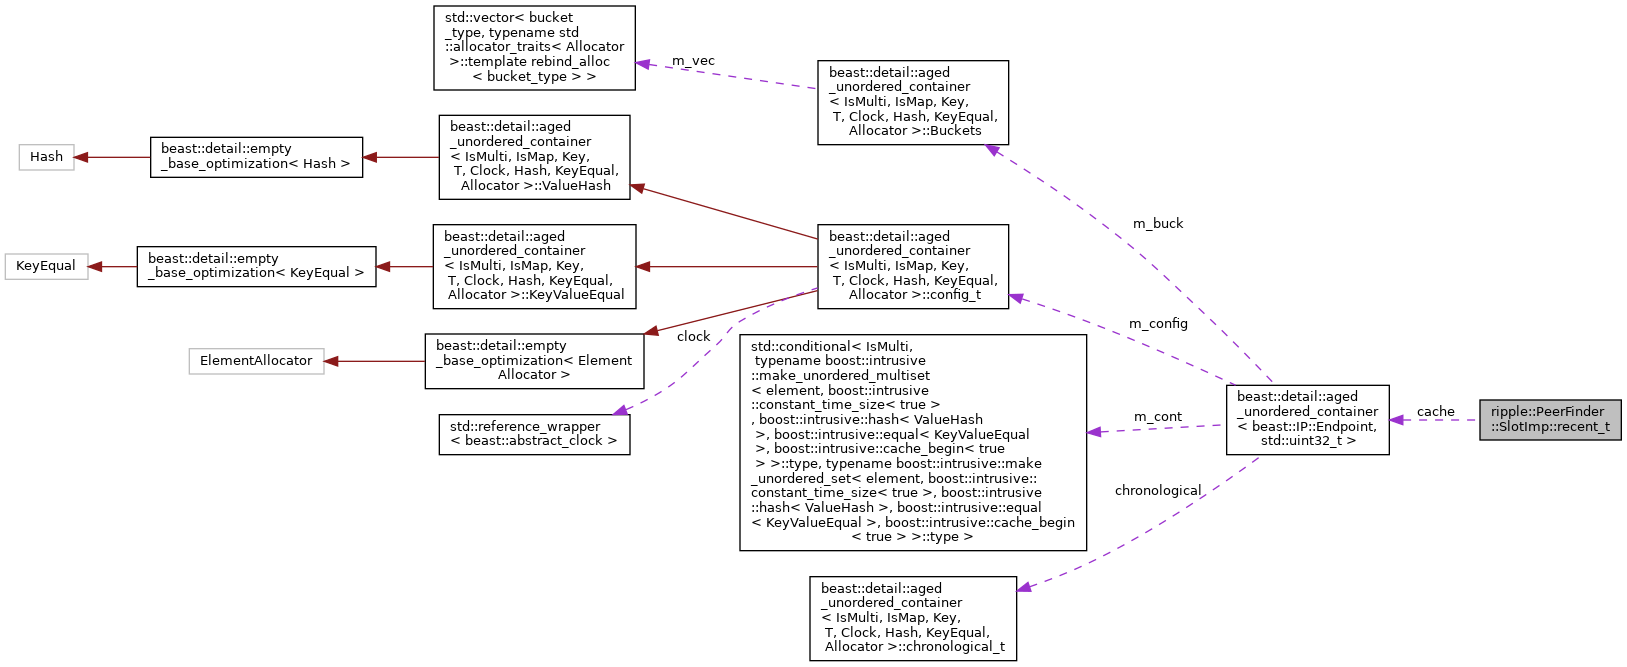 std::vector< bucket
_type, typename std
::allocator_traits< Allocator
>::template rebind_alloc
< bucket_type > >
m_vec
beast::detail::aged
_unordered_container
< IsMulti, IsMap, Key,
T, Clock, Hash, KeyEqual,
Allocator >::Buckets
Hash
beast::detail::empty
_base_optimization< Hash >
beast::detail::aged
_unordered_container
< IsMulti, IsMap, Key,
T, Clock, Hash, KeyEqual,
Allocator >::ValueHash
m_buck
KeyEqual
beast::detail::empty
_base_optimization< KeyEqual >
beast::detail::aged
_unordered_container
< IsMulti, IsMap, Key,
T, Clock, Hash, KeyEqual,
Allocator >::KeyValueEqual
beast::detail::aged
_unordered_container
< IsMulti, IsMap, Key,
T, Clock, Hash, KeyEqual,
Allocator >::config_t
m_config
ElementAllocator
beast::detail::empty
_base_optimization< Element
Allocator >
clock
std::reference_wrapper
< beast::abstract_clock >
std::conditional< IsMulti,
typename boost::intrusive
::make_unordered_multiset
< element, boost::intrusive
::constant_time_size< true >
, boost::intrusive::hash< ValueHash
>, boost::intrusive::equal< KeyValueEqual
>, boost::intrusive::cache_begin< true
> >::type, typename boost::intrusive::make
_unordered_set< element, boost::intrusive::
constant_time_size< true >, boost::intrusive
::hash< ValueHash >, boost::intrusive::equal
< KeyValueEqual >, boost::intrusive::cache_begin
< true > >::type >
m_cont
beast::detail::aged
_unordered_container
< beast::IP::Endpoint,
std::uint32_t >
cache
ripple::PeerFinder
::SlotImp::recent_t
chronological
beast::detail::aged
_unordered_container
< IsMulti, IsMap, Key,
T, Clock, Hash, KeyEqual,
Allocator >::chronological_t